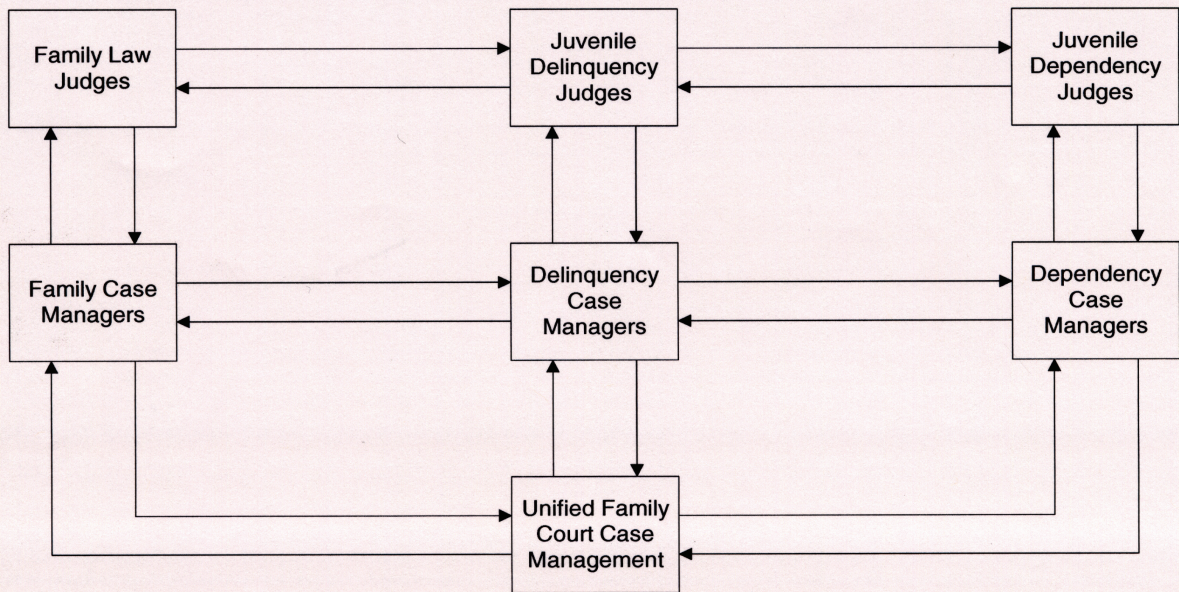 Family Law
Judges
Juvenile
Delinquency
Judges
Juvenile
Dependency
Judges
Family Case
Managers
Delinquency
Case
Managers
Dependency
Case
Managers
Unified Family
Court Case
Management